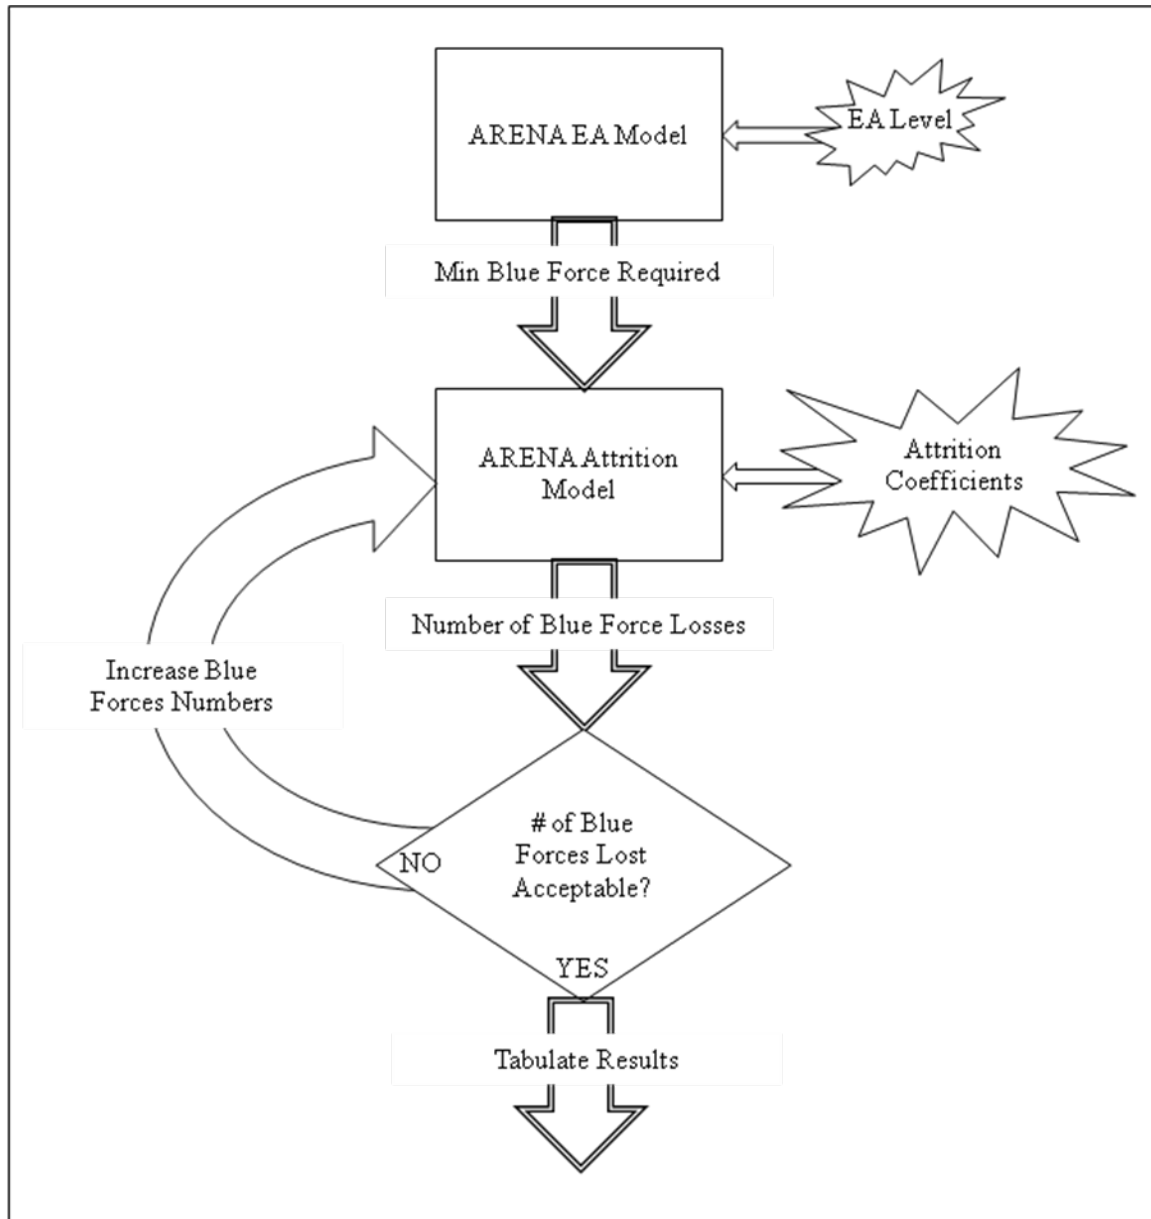 ARENA EA Model
EA Level
Min Blue Force Required
ARENA Attrition
Model
Attrition
Coefficients
Number of Blue Force Losses
Increase Blue
Forces Numbers
# of Blue
Forces Lost
Acceptable?
NO
YES
Tabulate Results